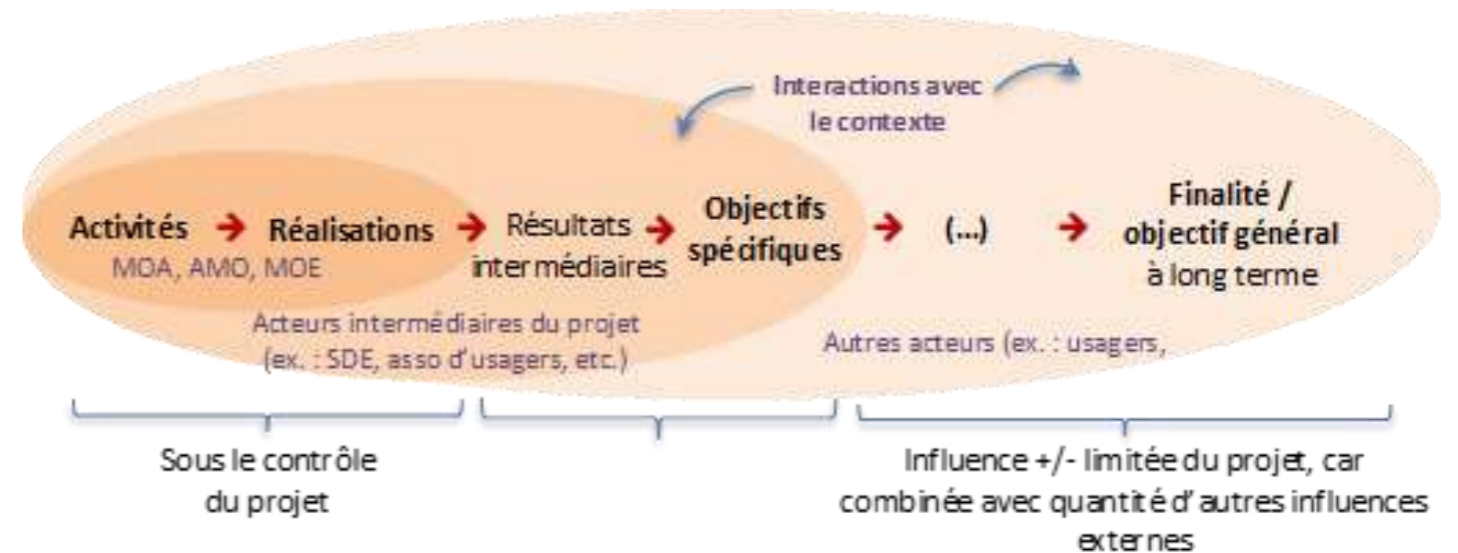 Interactions avec
le contexte
Activités → Réalisations → Résultats → Objectifs → (...) → Finalité /
intermédiaires
spécifiques
objectif général
à long terme
MOA, AMO, MOE
Acteurs intermédiaires du projet
(ex. : SDE, asso d'usagers, etc.)
Autres acteurs (ex. : usagers,
Sous le contrôle
du projet
Influence +/- limitée du projet, car
combinée avec quantité d'autres influences
externes